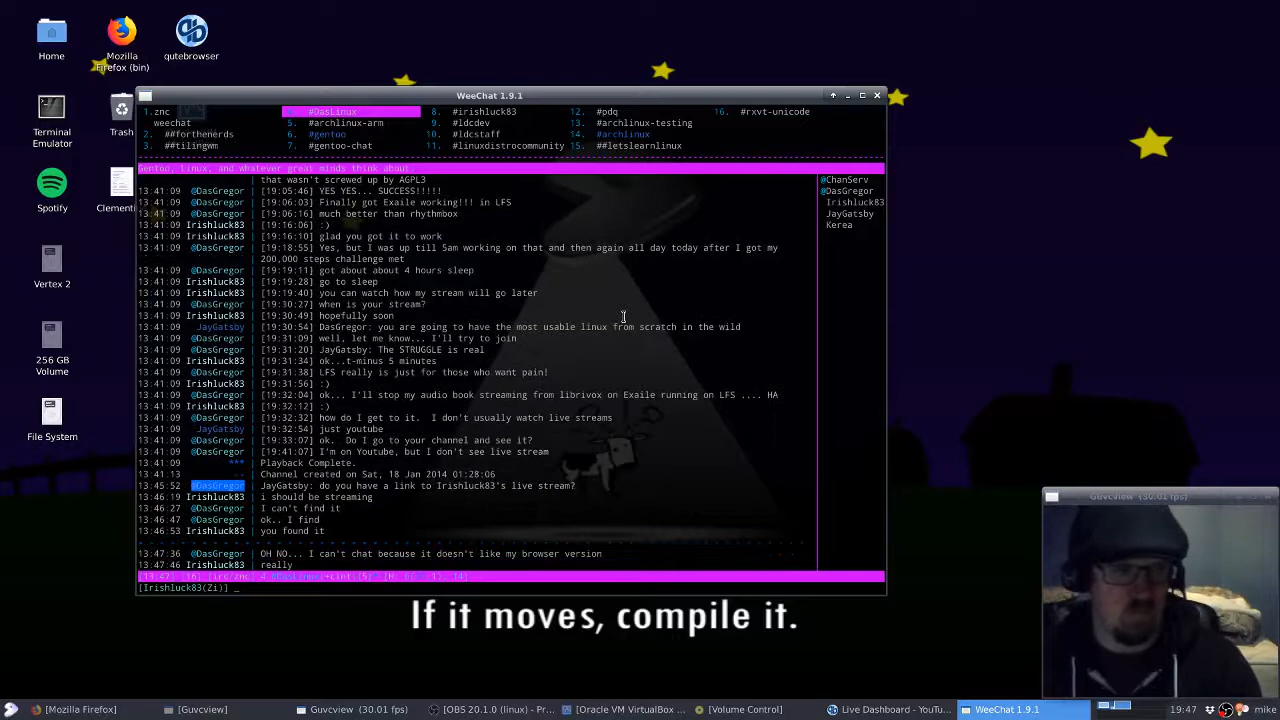 Home
Mozilla
Firefox (bin)
qutebrowser
Terminal
Emulator
Trash
Spotify
Clementi
Vertex 2
256 GB
Volume
File System
WeeChat 1.9.1
1.znc #DasLinux 8. #irishluck83 12. #pdq 16. #rxvt-unicode
weechat 5. #archlinux-arm 9. #ldcdev 13. #archlinux-testing
2. ##forthenerds 6. #gentoo 10. #ldcstaff 14. #archlinux
3. ##tilingwm 7. #gentoo-chat 11. #linuxdistrocommunity 15. ##letslearnlinux
Gentoo, Linux, and whatever great minds think about.
| that wasn't screwed up by AGPL3
13:41:09 @DasGregor | [19:05:46] YES YES... SUCCESS!!!!!
13:41:09 @DasGregor | [19:06:03] Finally got Exaile working!!! in LFS
13:41:09 @DasGregor | [19:06:16] much better than rhythmbox
13:41:09 Irishluck83 | [19:16:06] :)
13:41:09 Irishluck83 | [19:16:10] glad you got it to work
13:41:09 @DasGregor | [19:18:55] Yes, but I was up till 5am working on that and then again all day today after I got my
| 200,000 steps challenge met
13:41:09 @DasGregor | [19:19:11] got about about 4 hours sleep
13:41:09 Irishluck83 | [19:19:28] go to sleep
13:41:09 Irishluck83 | [19:19:40] you can watch how my stream will go later
13:41:09 @DasGregor | [19:30:27] when is your stream?
13:41:09 Irishluck83 | [19:30:49] hopefully soon
13:41:09 JayGatsby | [19:30:54] DasGregor: you are going to have the most usable linux from scratch in the wild
13:41:09 @DasGregor | [19:31:09] well, let me know... I'll try to join
13:41:09 @DasGregor | [19:31:20] JayGatsby: The STRUGGLE is real
13:41:09 Irishluck83 | [19:31:34] ok...t-minus 5 minutes
13:41:09 @DasGregor | [19:31:38] LFS really is just for those who want pain!
13:41:09 Irishluck83 | [19:31:56] :)
13:41:09 @DasGregor | [19:32:04] ok... I'll stop my audio book streaming from librivox on Exaile running on LFS .... HA
13:41:09 Irishluck83 | [19:32:12] :)
13:41:09 @DasGregor | [19:32:32] how do I get to it. I don't usually watch live streams
13:41:09 JayGatsby | [19:32:54] just youtube
13:41:09 @DasGregor | [19:33:07] ok. Do I go to your channel and see it?
13:41:09 @DasGregor | [19:41:07] I'm on Youtube, but I don't see live stream
13:41:09 *** | Playback Complete.
13:41:13 -- | Channel created on Sat, 18 Jan 2014 01:28:06
13:45:52 @DasGregor | JayGatsby: do you have a link to Irishluck83's live stream?
13:46:19 Irishluck83 | i should be streaming
13:46:27 @DasGregor | I can't find it
13:46:47 @DasGregor | ok.. I find
13:46:53 Irishluck83 | you found it
13:47:36 @DasGregor | OH NO... I can't chat because it doesn't like my browser version
13:47:46 Irishluck83 | really
@ChanServ
@DasGregor
Irishluck83
JayGatsby
Kerea
[Irishluck83(Zi)] _
If it moves, compile it.
Guvcview (30.01 fps)
[Mozilla Firefox]
[Guvcview]
Guvcview (30.01 fps)
[OBS 20.1.0 (linux) - Pr...
[Oracle VM VirtualBox
[Volume Control]
Live Dashboard - YouTu...
WeeChat 1.9.1
19:47
mike